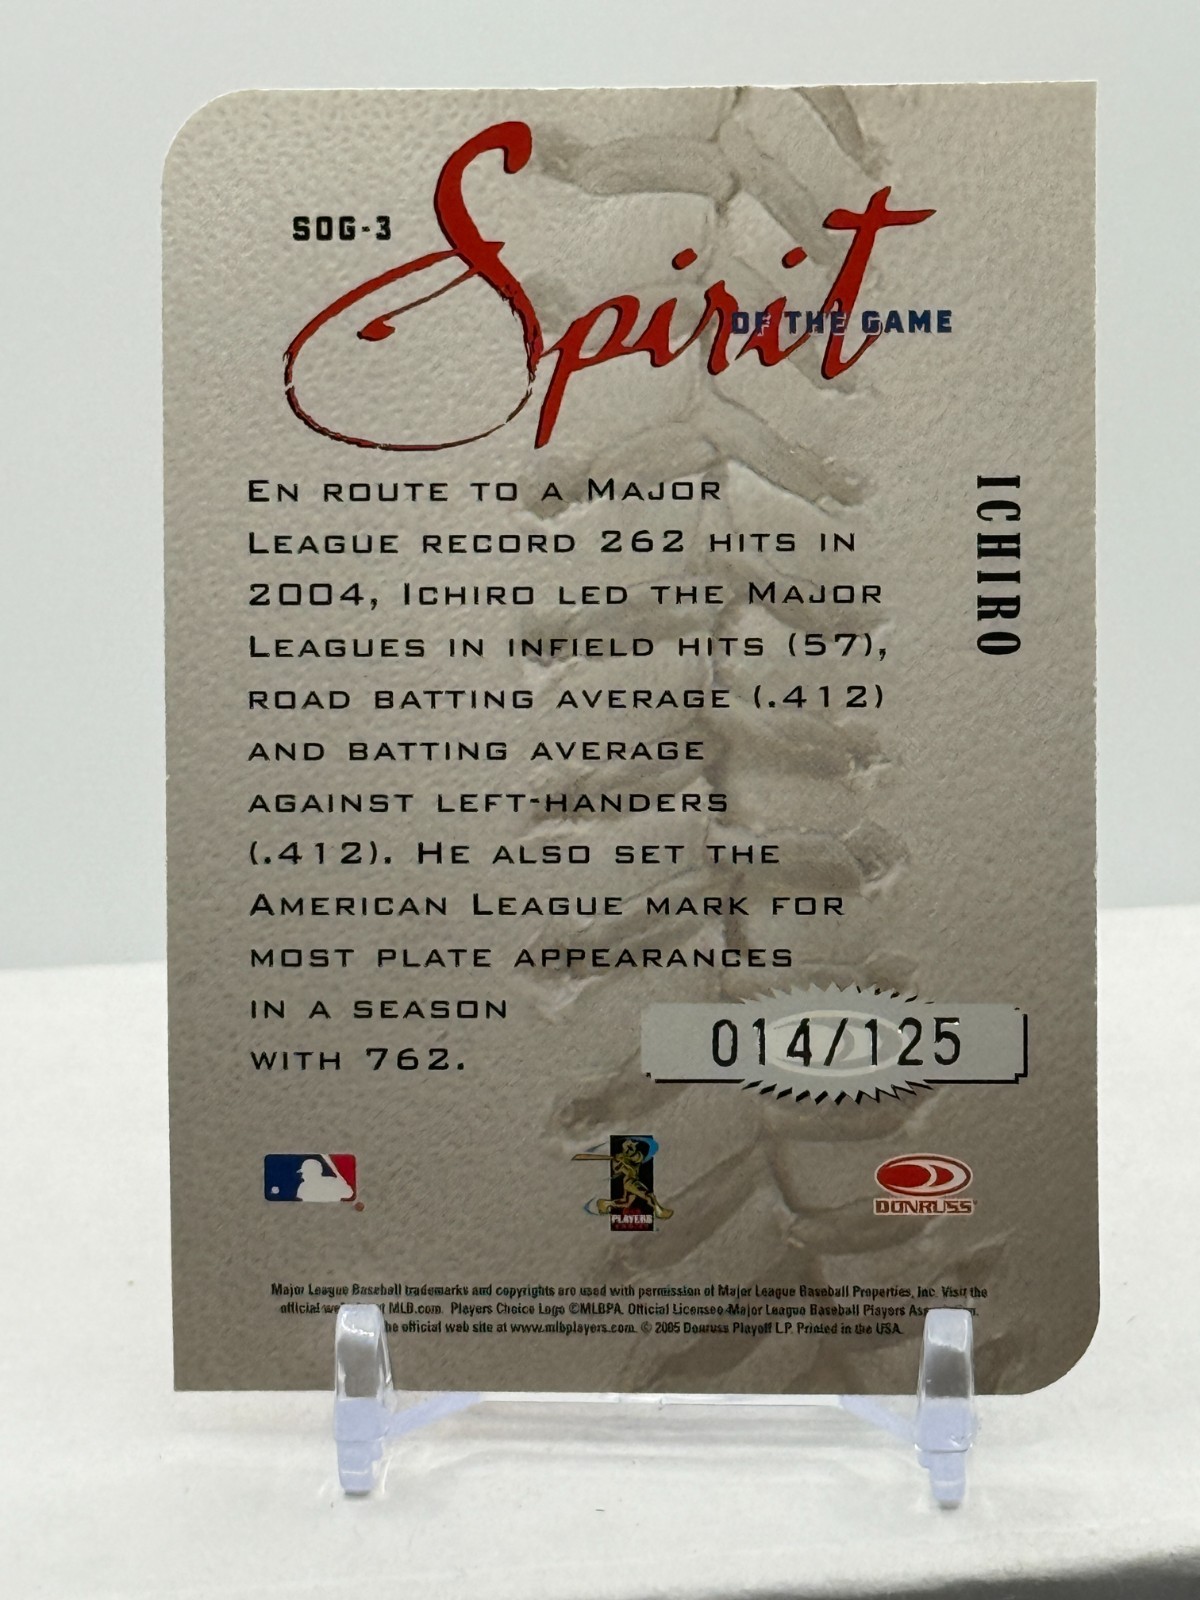 SOG-3
Spirit
OF THE GAME
ICHIRO
EN ROUTE TO A MAJOR
LEAGUE RECORD 262 HITS IN
2004, ICHIRO LED THE MAJOR
LEAGUES IN INFIELD HITS (57),
ROAD BATTING AVERAGE (.412)
AND BATTING AVERAGE
AGAINST LEFT-HANDERS
(.412). HE ALSO SET THE
AMERICAN LEAGUE MARK FOR
MOST PLATE APPEARANCES
IN A SEASON
WITH 762.
014/125
PLAYERS
DONRUSS
Major League Baseball trademarks and copyrights are used with permission of Major League Baseball Properties, Inc. Visit the
official MLB.com. Players Choice Logo ©MLBPA. Official Licensee-Major League Baseball Players
the official web site at www.mlbplayers.com. © 2005 Donruss Playoff L.P. Printed in the USA.